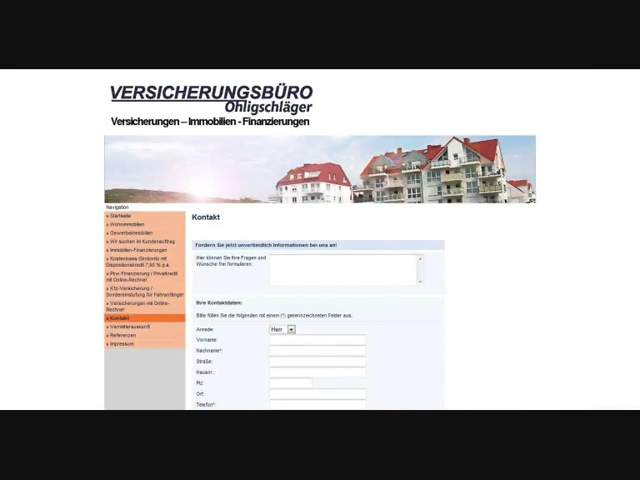 VERSICHERUNGSBÜRO
Ohligschläger
Versicherungen – Immobilien - Finanzierungen
Navigation
» Startseite
» Wohnimmobilien
» Gewerbeimmobilien
» Wir suchen im Kundenauftrag
» Immobilien-Finanzierungen
» Kostenloses Girokonto mit
Dispositionskredit 7,95 % p.a.
» Pkw-Finanzierung / Privatkredit
mit Online-Rechner
» Kfz-Versicherung /
Sondereinstufung für Fahranfänger
» Versicherungen mit Online-
Rechner
» Kontakt
» Vermittlerauskunft
» Referenzen
» Impressum
Kontakt
Fordern Sie jetzt unverbindlich Informationen bei uns an!
Hier können Sie Ihre Fragen und
Wünsche frei formulieren:
Ihre Kontaktdaten:
Bitte füllen Sie die folgenden mit einem (*) gekennzeichneten Felder aus.
Anrede
Herr
Vorname:
Nachname*:
Straße:
Hausnr.:
Plz:
Ort:
Telefon*: